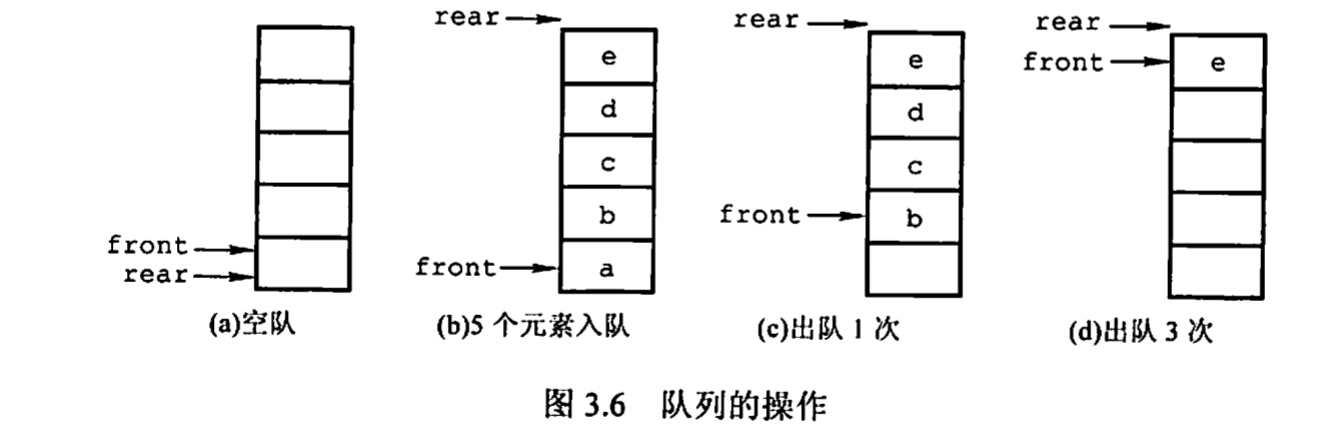 rear
rear
rear
e
e
front
e
d
d
c
c
front
b
front
b
front
rear
a
(a)空队
(b)5 个元素入队
(c)出队 1 次
(d)出队 3 次
图 3.6 队列的操作